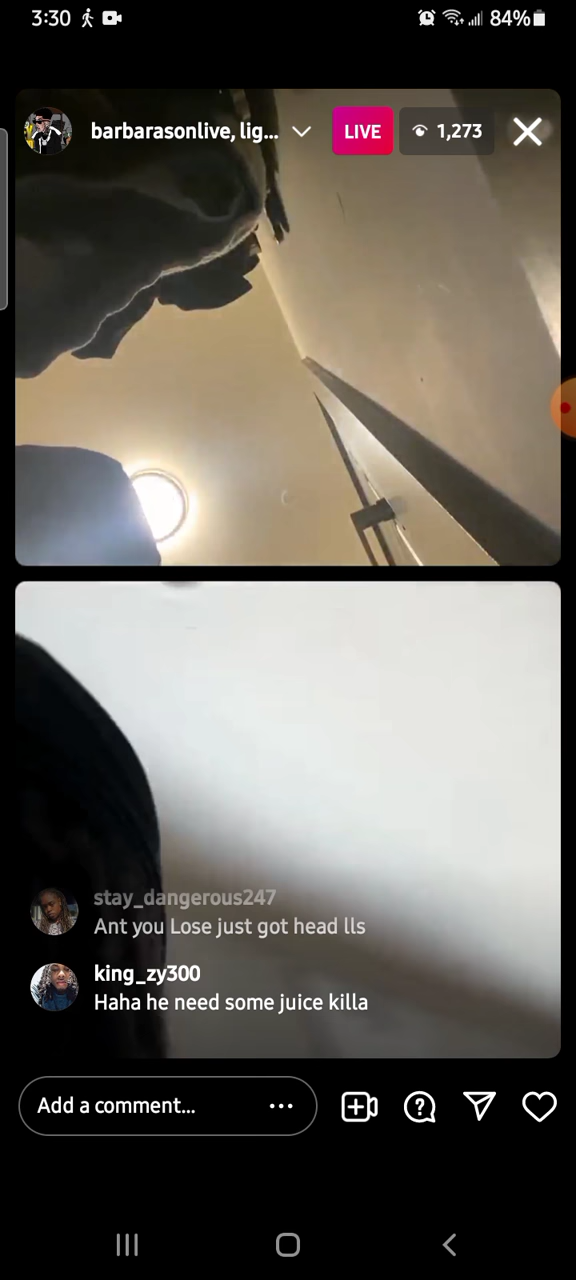 3:30 84%
barbarasonlive, lig... LIVE 1,273
stay_dangerous247
Ant you Lose just got head lls
king_zy300
Haha he need some juice killa
Add a comment...